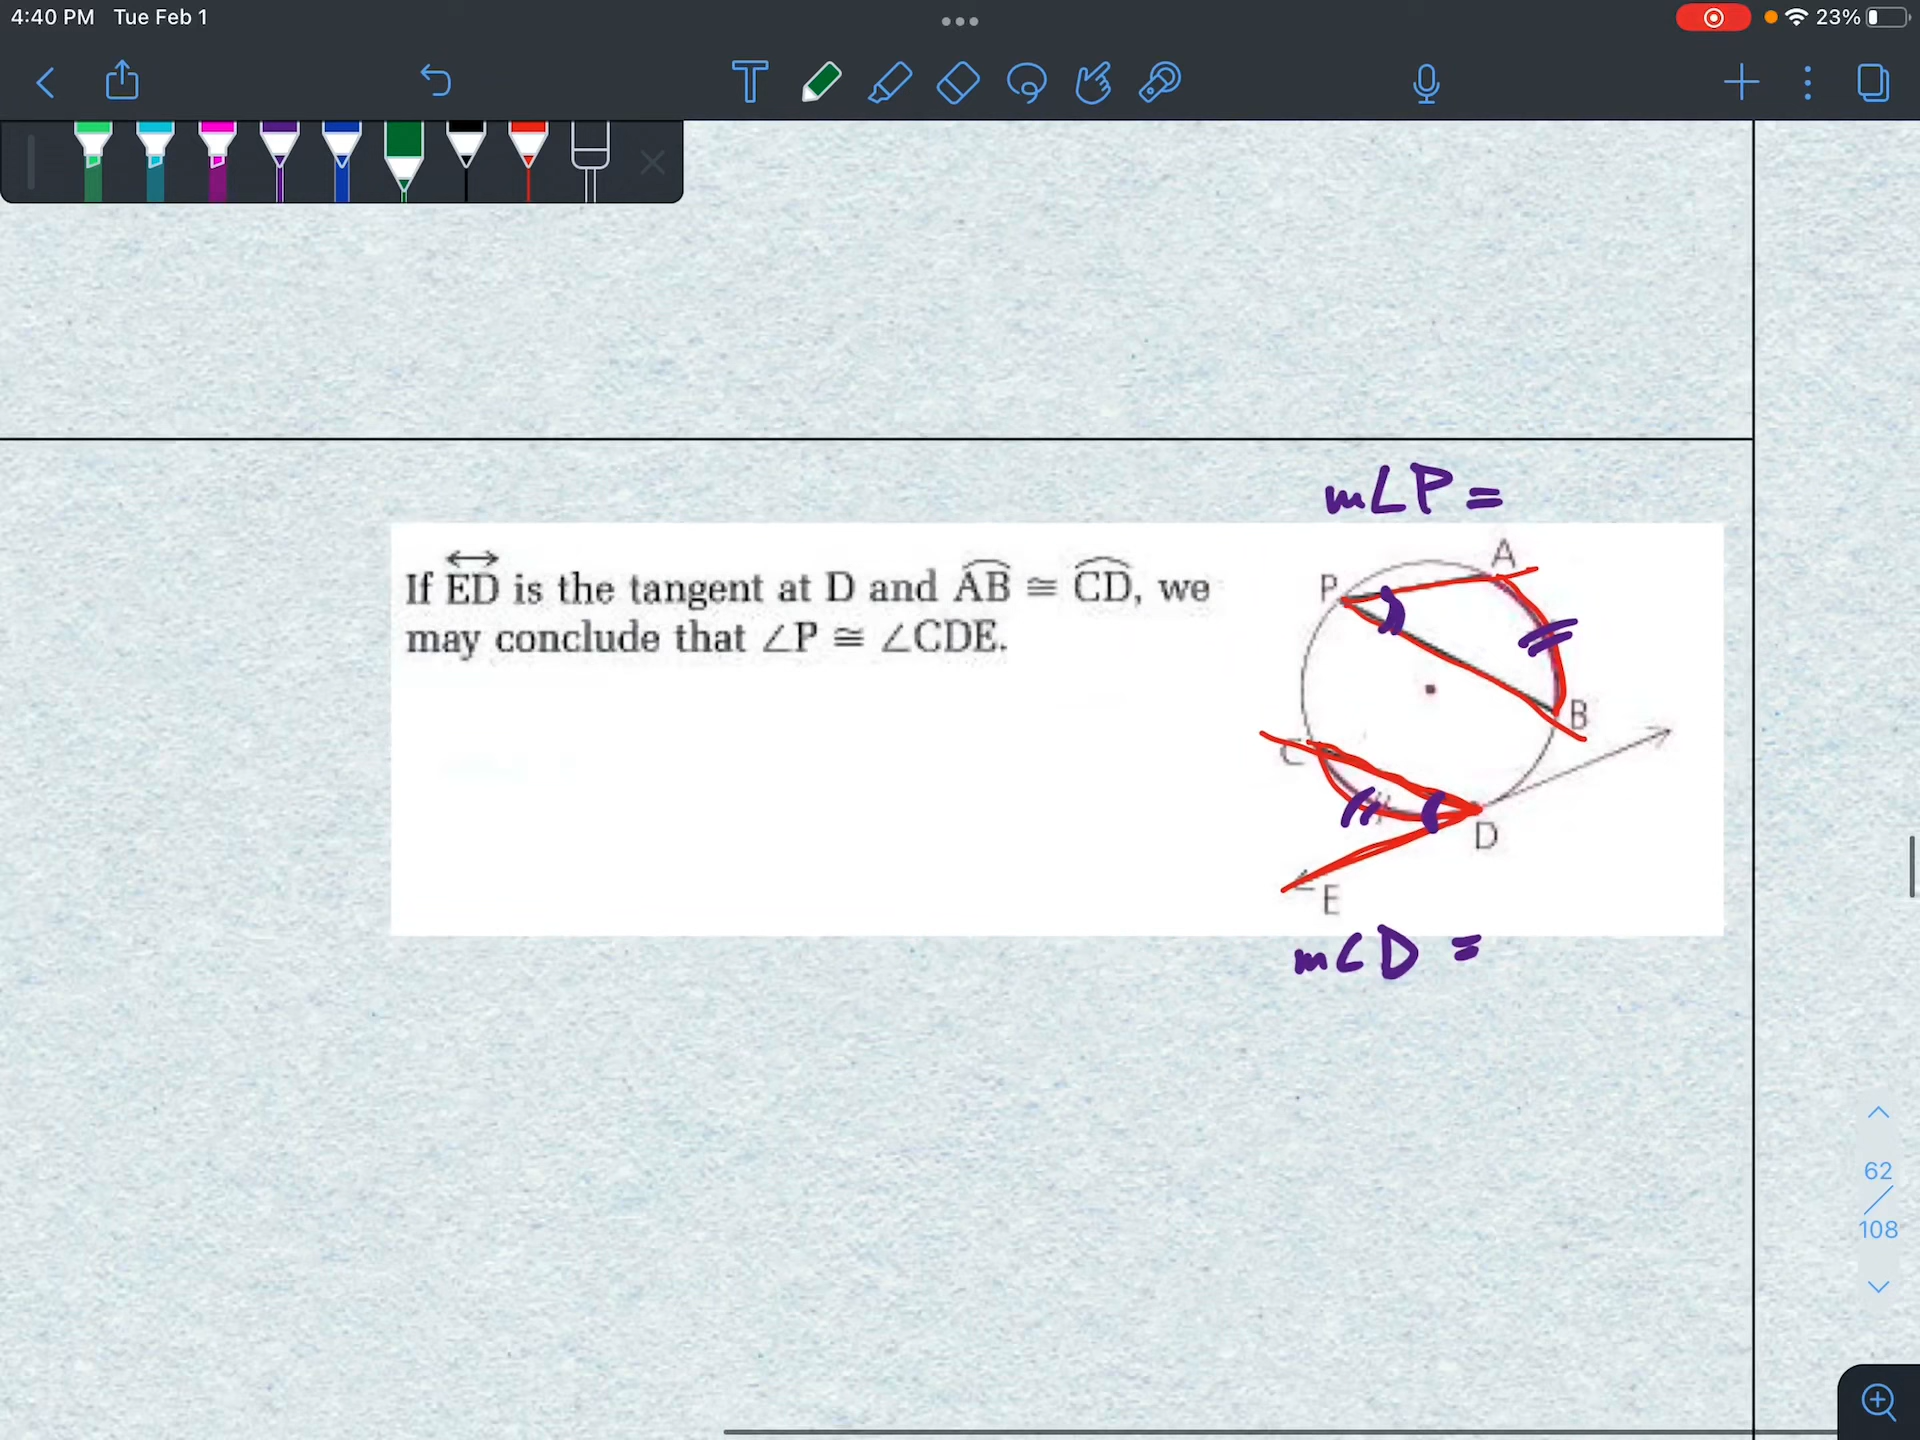 4:40 PM Tue Feb 1
23%
T
m∠P =
If ED is the tangent at D and AB ≅ CD, we
may conclude that ∠P ≅ ∠CDE.
A
P
B
C
D
E
m∠D =
62
108